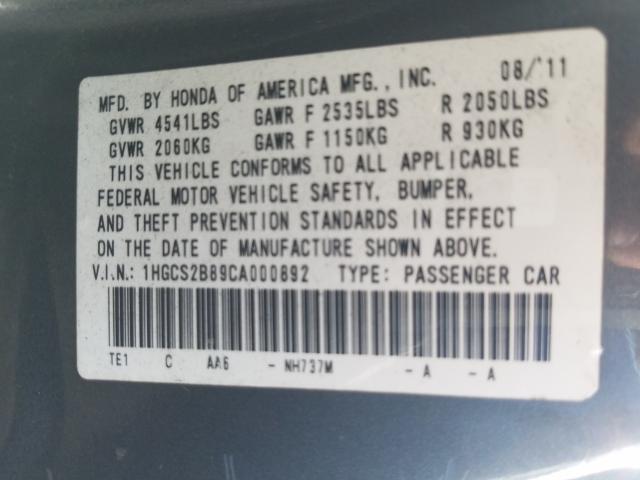 MFD. BY HONDA OF AMERICA MFG., INC. 08/'11
GVWR 4541LBS GAWR F 2535LBS R 2050LBS
GVWR 2060KG GAWR F 1150KG R 930KG
THIS VEHICLE CONFORMS TO ALL APPLICABLE
FEDERAL MOTOR VEHICLE SAFETY, BUMPER,
AND THEFT PREVENTION STANDARDS IN EFFECT
ON THE DATE OF MANUFACTURE SHOWN ABOVE.
V.I.N.: 1HGCS2B89CA000892 TYPE: PASSENGER CAR
TE1 C AA6 - NH737M - A - A